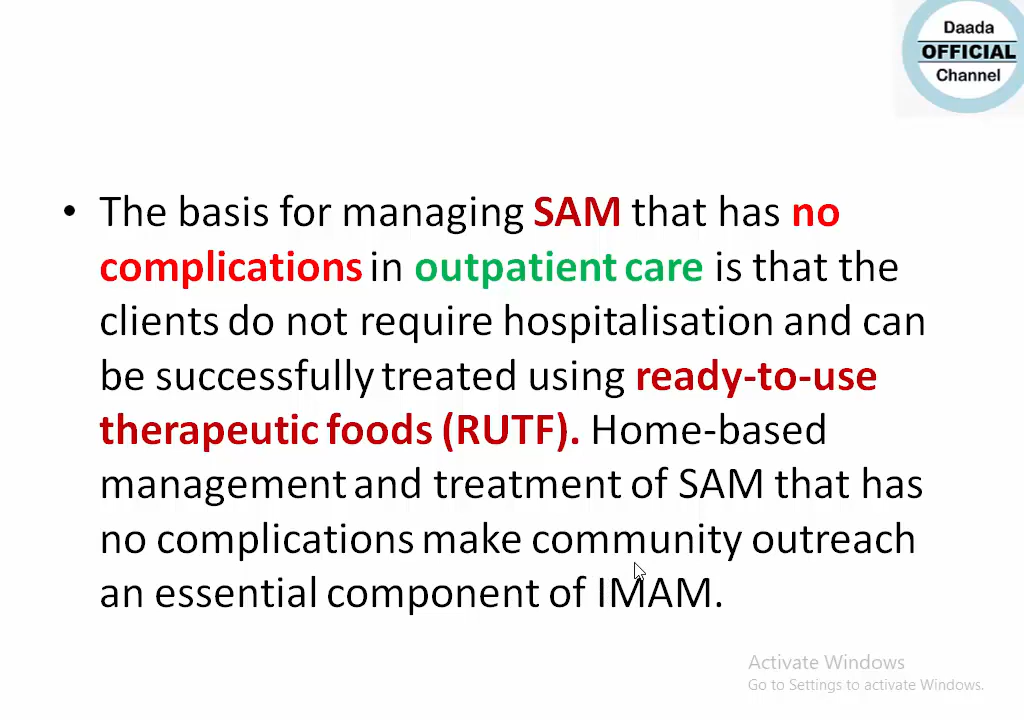 Daada
OFFICIAL
Channel
• The basis for managing SAM that has no
complications in outpatient care is that the
clients do not require hospitalisation and can
be successfully treated using ready-to-use
therapeutic foods (RUTF). Home-based
management and treatment of SAM that has
no complications make community outreach
an essential component of IMAM.
Activate Windows
Go to Settings to activate Windows.